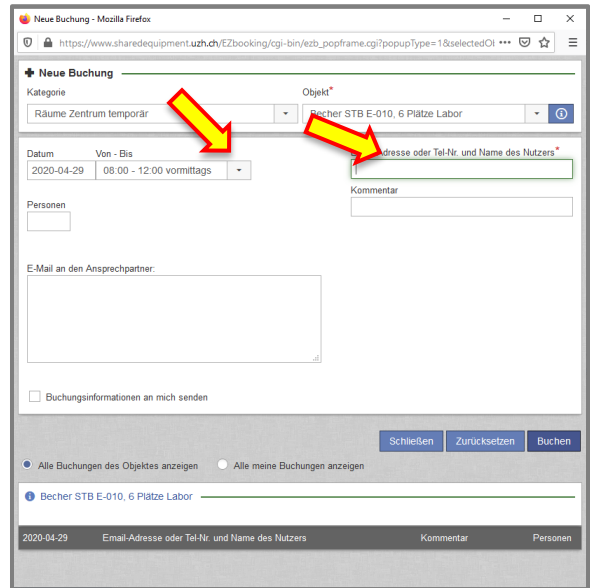 Neue Buchung - Mozilla Firefox
https://www.sharedequipment.uzh.ch/EZbooking/cgi-bin/ezb_popframe.cgi?popupType=1&selectedOl
Neue Buchung
Kategorie Objekt*
Räume Zentrum temporär Becher STB E-010, 6 Plätze Labor
Datum Von - Bis Adresse oder Tel-Nr. und Name des Nutzers*
2020-04-29 08:00 - 12:00 vormittags
Kommentar
Personen
E-Mail an den Ansprechpartner:
Buchungsinformationen an mich senden
Schließen Zurücksetzen Buchen
Alle Buchungen des Objektes anzeigen Alle meine Buchungen anzeigen
Becher STB E-010, 6 Plätze Labor
2020-04-29 Email-Adresse oder Tel-Nr. und Name des Nutzers Kommentar Personen